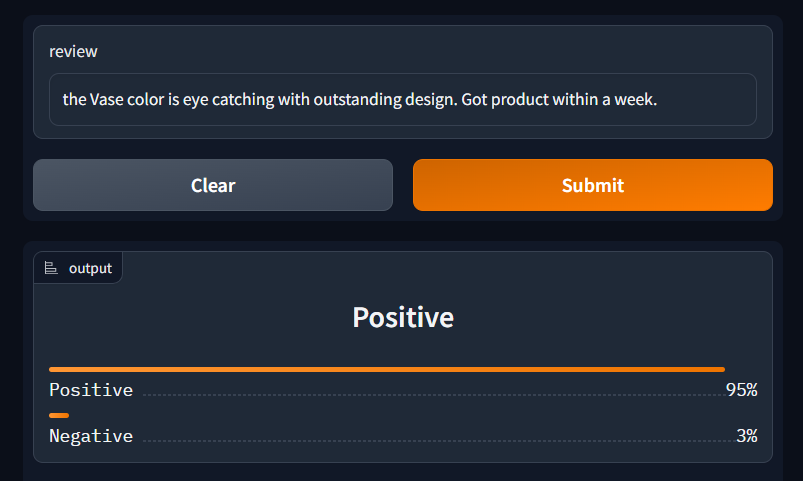 review
the Vase color is eye catching with outstanding design. Got product within a week.
Clear
Submit
output
Positive
Positive 95%
Negative 3%